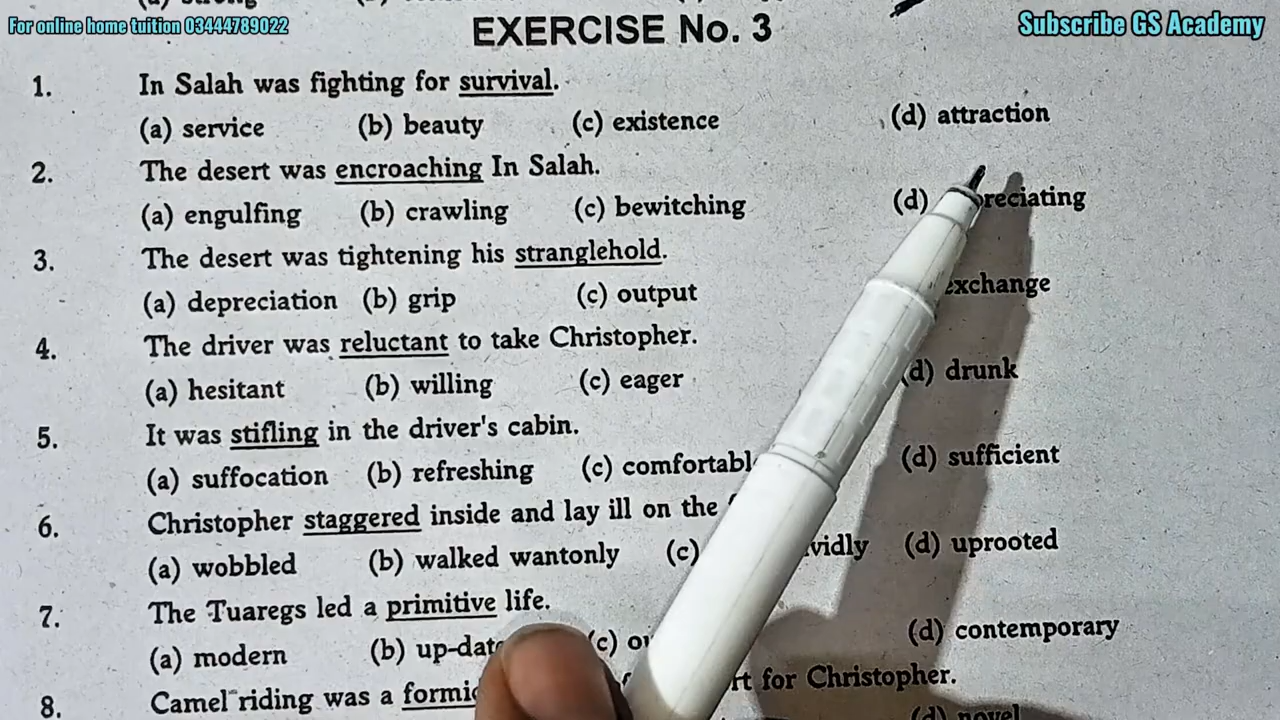 For online home tuition 03444789022
Subscribe GS Academy
EXERCISE No. 3
1. In Salah was fighting for survival.
(a) service (b) beauty (c) existence (d) attraction
2. The desert was encroaching In Salah.
(a) engulfing (b) crawling (c) bewitching (d)
3. The desert was tightening his stranglehold.
(a) depreciation (b) grip (c) output exchange
4. The driver was reluctant to take Christopher.
(a) hesitant (b) willing (c) eager (d) drunk
5. It was stifling in the driver's cabin.
(a) suffocation (b) refreshing (c) comfortabl (d) sufficient
6. Christopher staggered inside and lay ill on the
(a) wobbled (b) walked wantonly (c) vidly (d) uprooted
7. The Tuaregs led a primitive life.
(a) modern (b) up-date (c) (d) contemporary
8. Camel riding was a for Christopher.
(d) novel